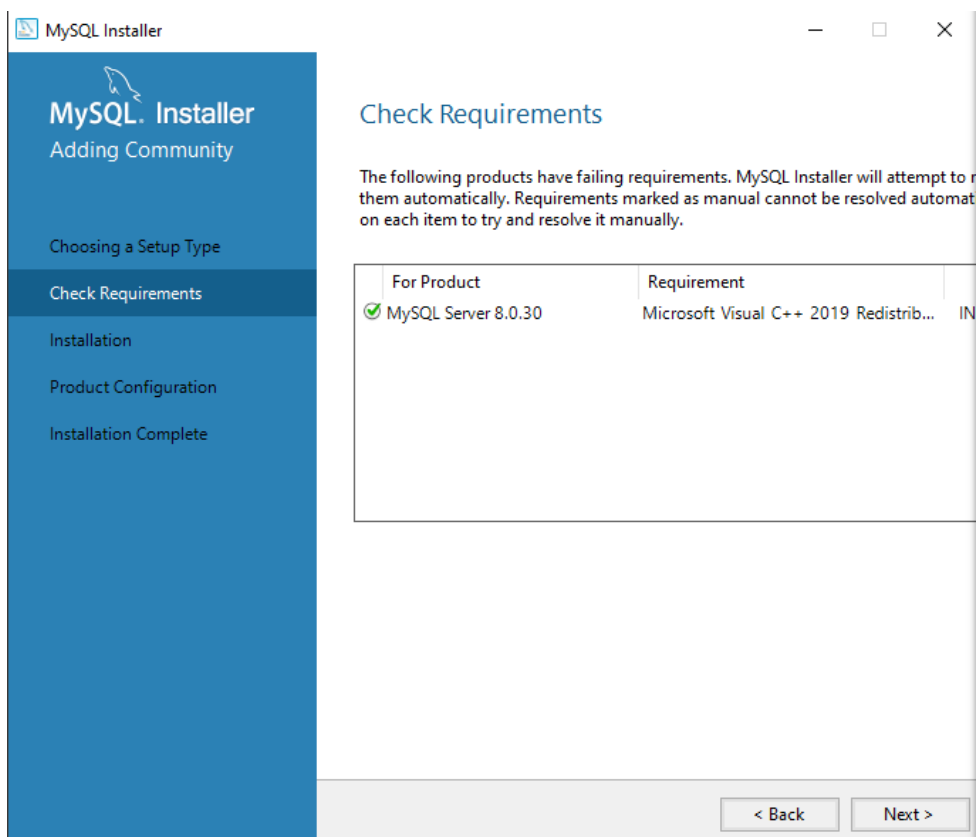 MySQL Installer
MySQL. Installer
Adding Community
Choosing a Setup Type
Check Requirements
Installation
Product Configuration
Installation Complete
Check Requirements
The following products have failing requirements. MySQL Installer will attempt to
them automatically. Requirements marked as manual cannot be resolved automat
on each item to try and resolve it manually.
For Product Requirement
MySQL Server 8.0.30 Microsoft Visual C++ 2019 Redistrib... IN
< Back Next >